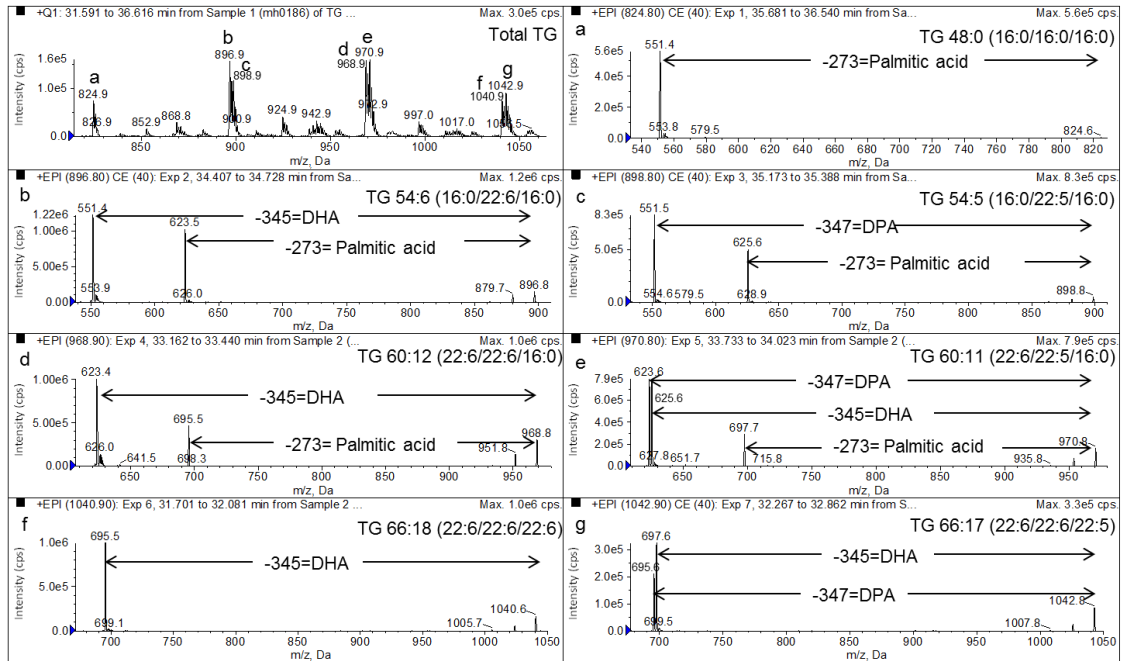 +Q1: 31.591 to 36.616 min from Sample 1 (mh0186) of TG ...
Max. 3.0e5 cps.
Total TG
Intensity (cps)
1.6e5
1.0e5
0.0
a
824.9
826.9
852.9
868.8
b
896.9
c
898.9
900.9
924.9
942.9
d
968.9
e
970.9
972.9
997.0
1017.0
f
1040.9
g
1042.9
850
900
950
1000
1050
m/z, Da
+EPI (824.80) CE (40): Exp 1, 35.681 to 36.540 min from Sa...
Max. 5.6e5 cps.
a
TG 48:0 (16:0/16:0/16:0)
551.4
-273=Palmitic acid
Intensity (cps)
5.6e5
4.0e5
2.0e5
0.0
553.8
579.5
824.6
540 560 580 600 620 640 660 680 700 720 740 760 780 800 820
m/z, Da
+EPI (896.80) CE (40): Exp 2, 34.407 to 34.728 min from Sa...
Max. 1.2e6 cps.
b
TG 54:6 (16:0/22:6/16:0)
551.4
-345=DHA
623.5
-273= Palmitic acid
Intensity (cps)
1.22e6
1.00e6
5.00e5
0.00
553.9
626.0
879.7
896.8
550 600 650 700 750 800 850 900
m/z, Da
+EPI (898.80) CE (40): Exp 3, 35.173 to 35.388 min from Sa...
Max. 8.3e5 cps.
c
TG 54:5 (16:0/22:5/16:0)
551.5
-347=DPA
625.6
-273= Palmitic acid
Intensity (cps)
8.3e5
5.0e5
0.0
554.6
579.5
628.9
898.8
550 600 650 700 750 800 850 900
m/z, Da
+EPI (968.90): Exp 4, 33.162 to 33.440 min from Sample 2 (...
Max. 1.0e6 cps.
d
TG 60:12 (22:6/22:6/16:0)
623.4
-345=DHA
695.5
-273= Palmitic acid
Intensity (cps)
1.00e6
5.00e5
0.00
626.0
641.5
698.3
951.8
968.8
650 700 750 800 850 900 950
m/z, Da
+EPI (970.80): Exp 5, 33.733 to 34.023 min from Sample 2 (...
Max. 7.9e5 cps.
e
TG 60:11 (22:6/22:5/16:0)
623.6
-347=DPA
625.6
-345=DHA
697.7
-273= Palmitic acid
Intensity (cps)
7.9e5
6.0e5
4.0e5
2.0e5
0.0
627.8
651.7
715.8
935.8
970.8
650 700 750 800 850 900 950
m/z, Da
+EPI (1040.90): Exp 6, 31.701 to 32.081 min from Sample 2 ...
Max. 1.0e6 cps.
f
TG 66:18 (22:6/22:6/22:6)
695.5
-345=DHA
Intensity (cps)
1.0e6
5.0e5
0.0
699.1
1005.7
1040.6
700 750 800 850 900 950 1000 1050
m/z, Da
+EPI (1042.90) CE (40): Exp 7, 32.267 to 32.862 min from S...
Max. 3.3e5 cps.
g
TG 66:17 (22:6/22:6/22:5)
697.6
-345=DHA
695.6
-347=DPA
Intensity (cps)
3.0e5
2.0e5
1.0e5
0.0
699.5
1007.8
1042.8
700 750 800 850 900 950 1000
m/z, Da